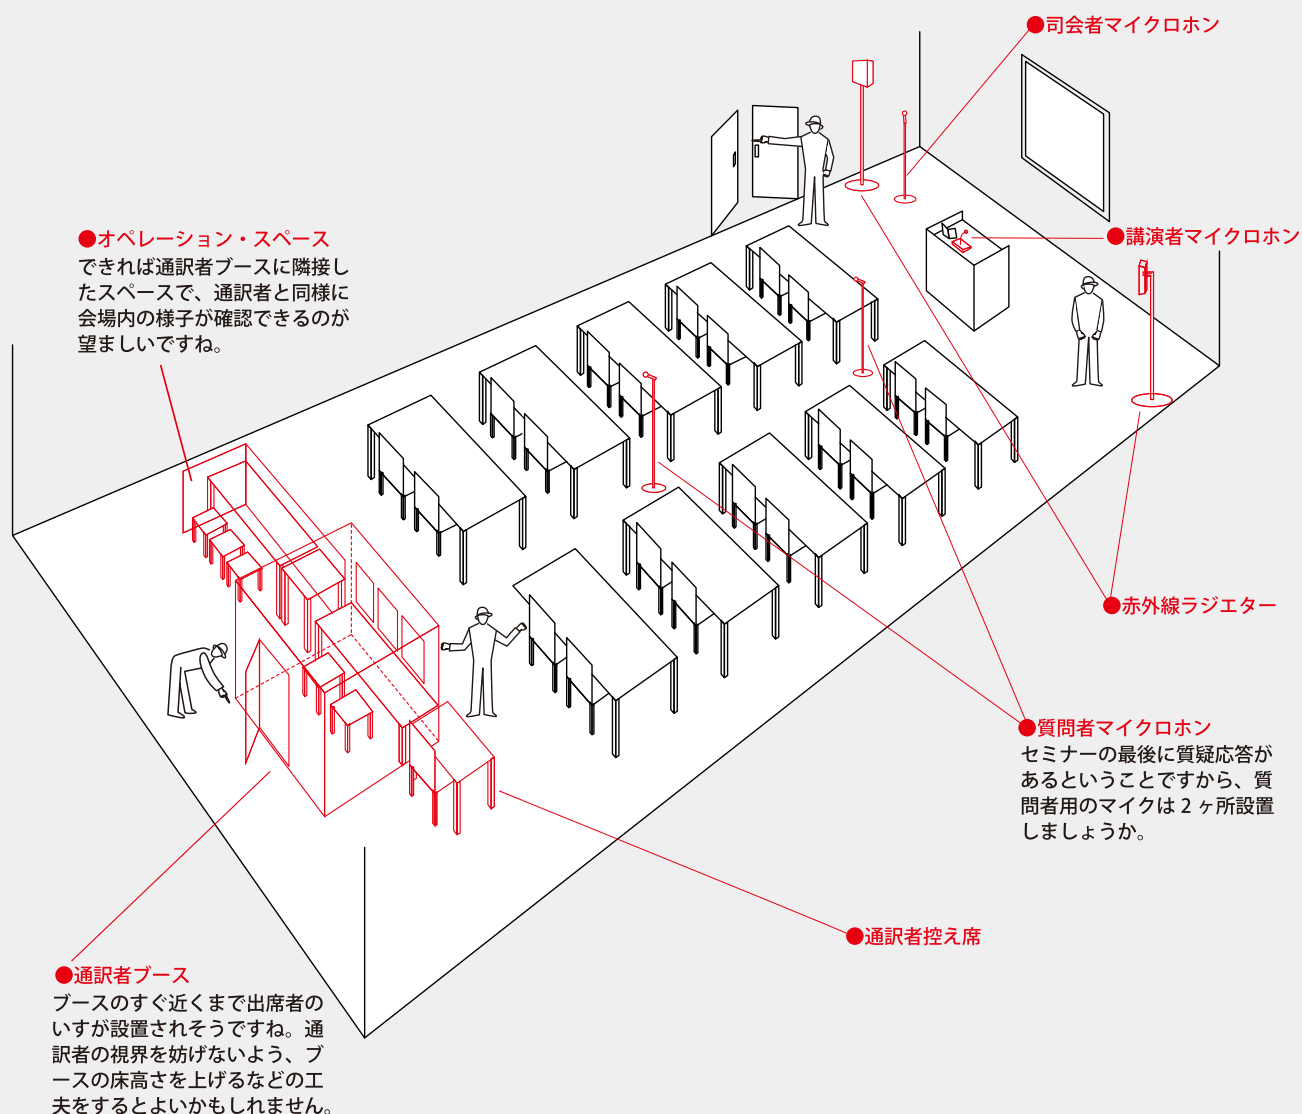 ●司会者マイクロホン
●講演者マイクロホン
●オペレーション・スペース
できれば通訳者ブースに隣接し
たスペースで、通訳者と同様に
会場内の様子が確認できるのが
望ましいですね。
●赤外線ラジエター
●質問者マイクロホン
セミナーの最後に質疑応答が
あるということですから、質
問者用のマイクは 2 ヶ所設置
しましょうか。
●通訳者控え席
●通訳者ブース
ブースのすぐ近くまで出席者の
いすが設置されそうですね。通
訳者の視界を妨げないよう、ブ
ースの床高さを上げるなどの工
夫をするとよいかもしれません。